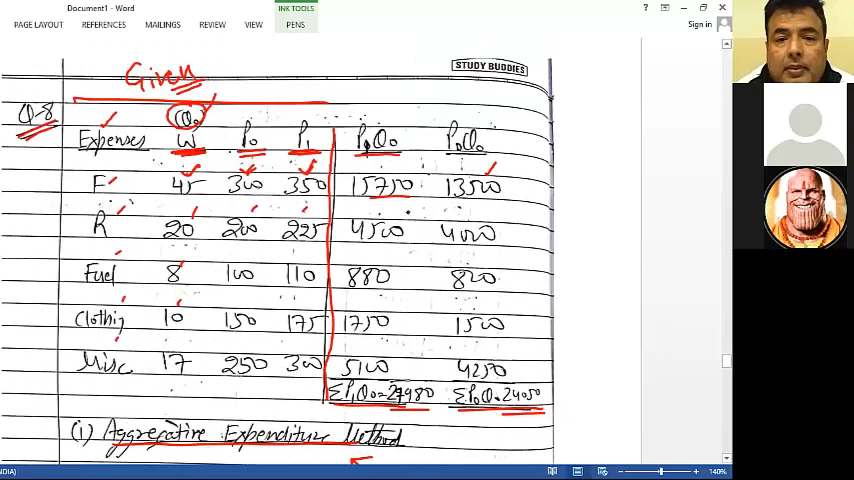 Document1 - Word
INK TOOLS
? Sign in
PAGE LAYOUT REFERENCES MAILINGS REVIEW VIEW PENS
STUDY BUDDIES
Given
Q-8
(Q0)
Expenses W P0 P1 P1Q0 P0Q0
F 45 300 350 15750 13500
R 20 200 225 4500 4000
Fuel 8 100 110 880 800
Clothing 10 150 175 1750 1500
Misc 17 250 300 5100 4250
ΣP1Q0=27980 ΣP0Q0=24050
(i) Aggregative Expenditure Method
NDIA)
140%